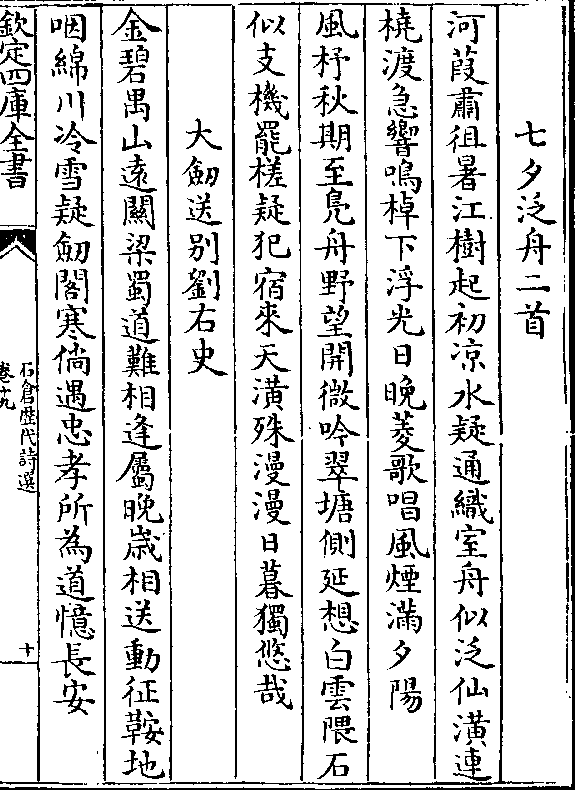 七夕泛舟二首
河葭肅徂暑江樹起初凉水疑通織室舟似泛仙潢連
橈渡急響鳴棹下浮光日晚菱歌唱風煙滿夕陽
風杼秋期至鳧舟野望開微吟翠塘側延想白雲隈石
似支機罷槎疑犯宿來天潢殊漫漫日暮獨悠哉
大劒送别劉右史
金碧禺山遠關梁蜀道難相逢屬晚歳相送動征鞍地
咽綿川冷雪疑劒閣寒倘遇忠孝所為道憶長安
欽定四庫全書
石倉歴代詩選
卷十九
十